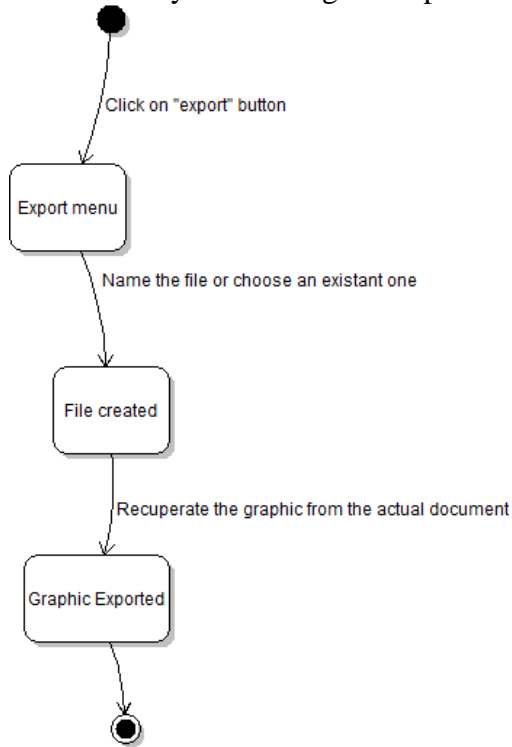 Click on "export" button
Export menu
Name the file or choose an existant one
File created
Recuperate the graphic from the actual document
Graphic Exported